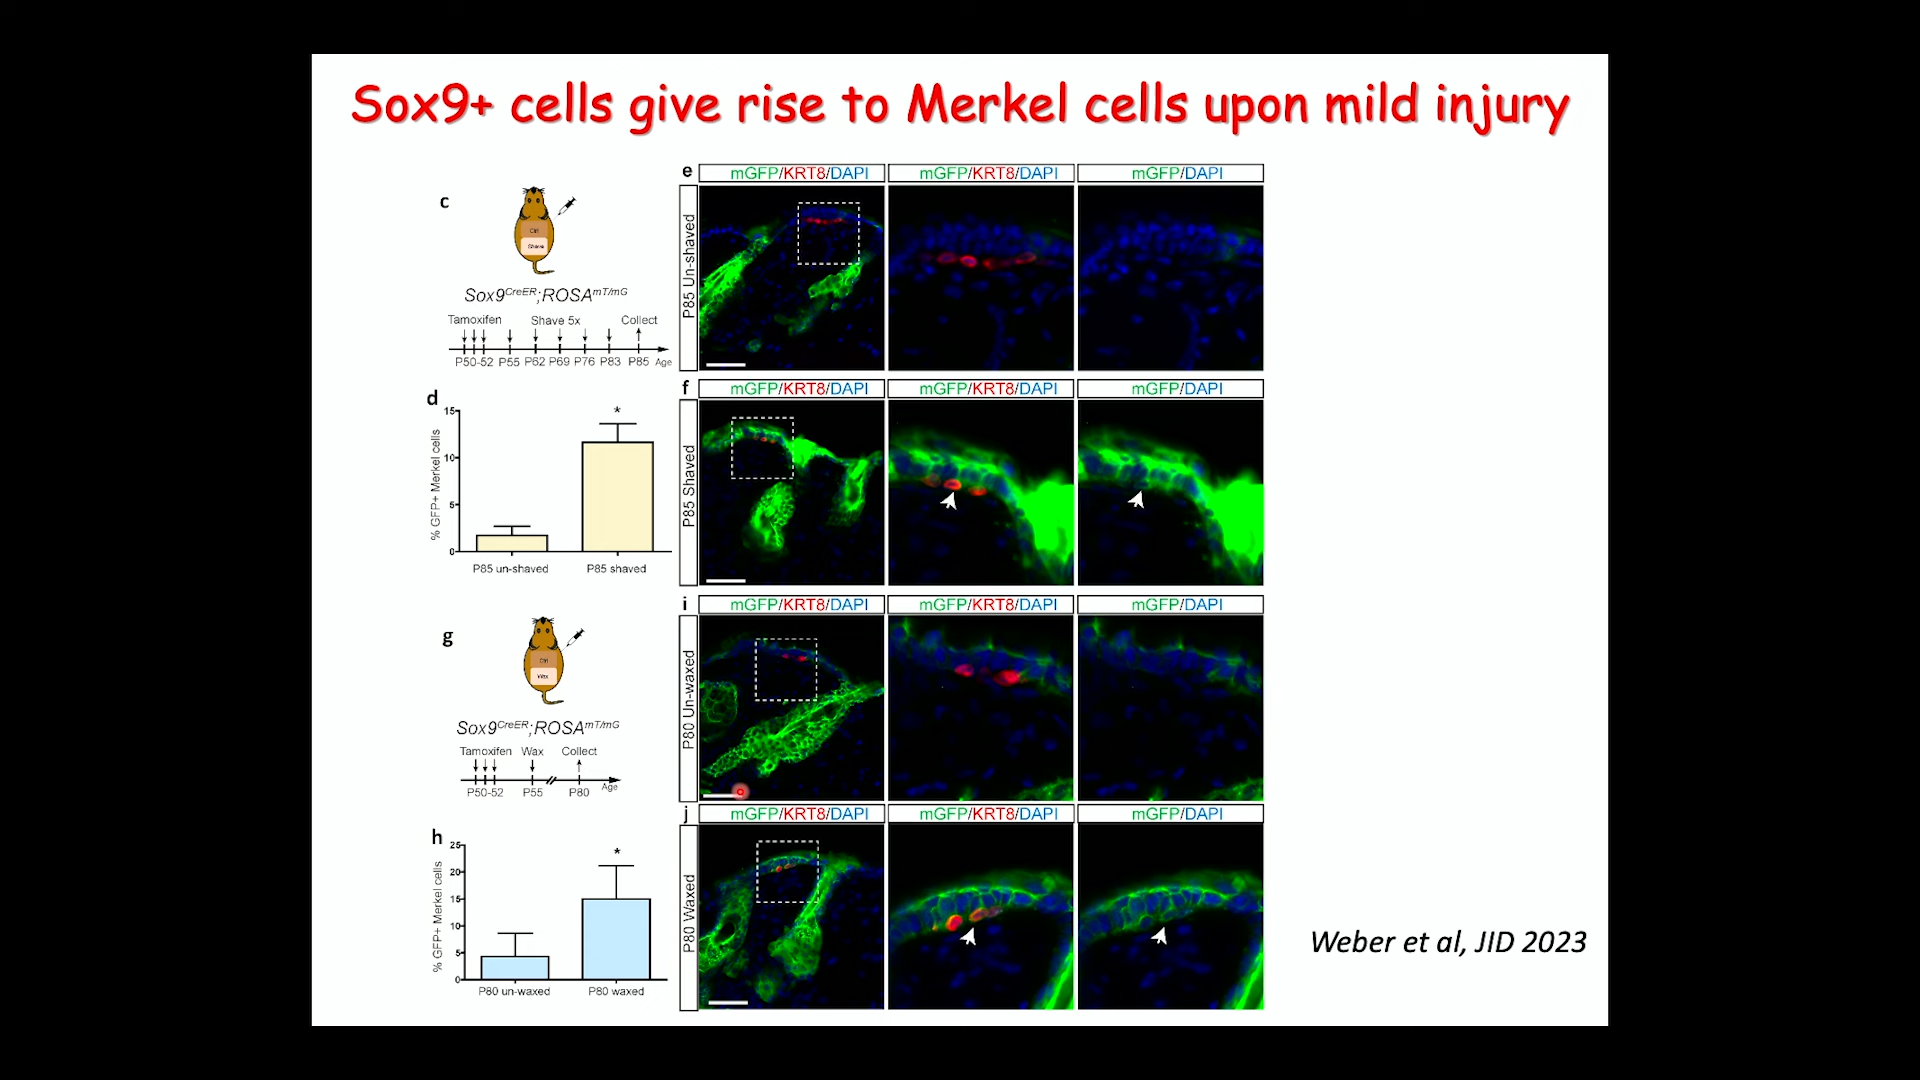 Sox9+ cells give rise to Merkel cells upon mild injury
c
Ctrl
Shave
Sox9CreER;ROSAmT/mG
Tamoxifen Shave 5x Collect
P50-52 P55 P62 P69 P76 P83 P85 Age
d
% GFP+ Merkel cells
15
10
5
0
*
P85 un-shaved P85 shaved
g
Ctrl
Wax
Sox9CreER;ROSAmT/mG
Tamoxifen Wax Collect
P50-52 P55 P80 Age
h
% GFP+ Merkel cells
25
20
15
10
5
0
*
P80 un-waxed P80 waxed
e
mGFP/KRT8/DAPI mGFP/KRT8/DAPI mGFP/DAPI
P85 Un-shaved
f
mGFP/KRT8/DAPI mGFP/KRT8/DAPI mGFP/DAPI
P85 Shaved
i
mGFP/KRT8/DAPI mGFP/KRT8/DAPI mGFP/DAPI
P80 Un-waxed
j
mGFP/KRT8/DAPI mGFP/KRT8/DAPI mGFP/DAPI
P80 Waxed
Weber et al, JID 2023